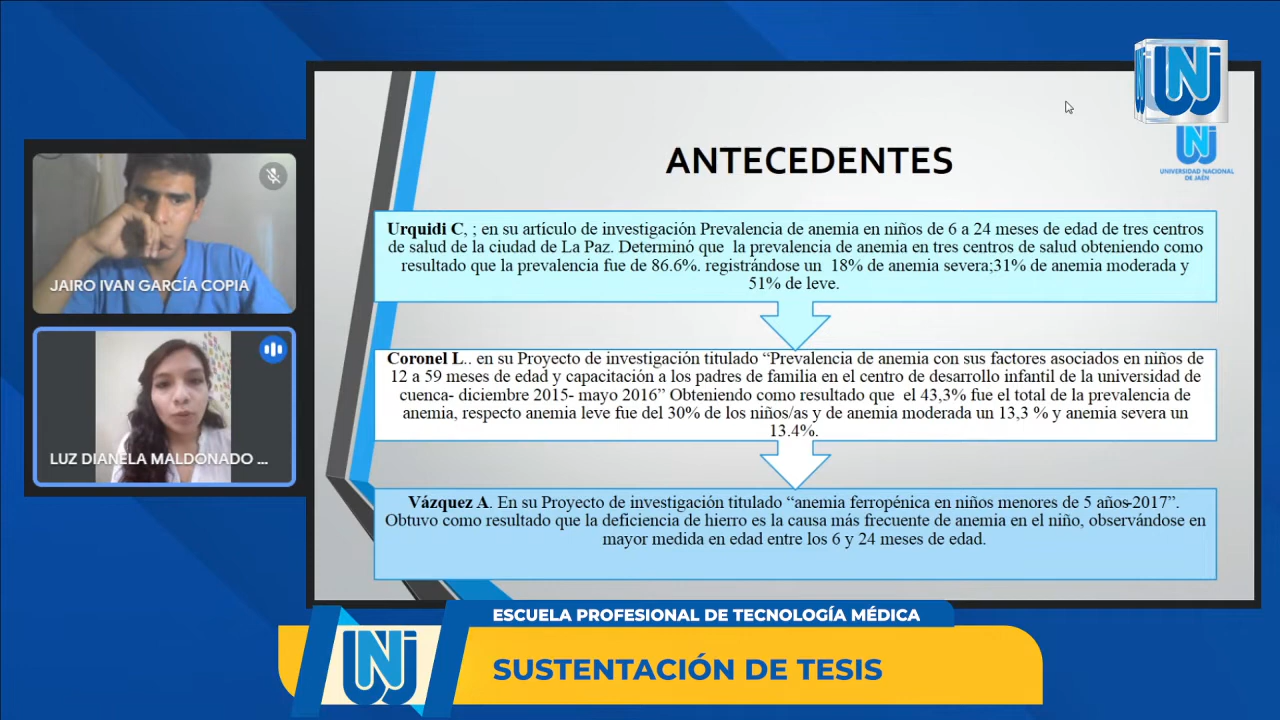 UNJ
UNJ
UNIVERSIDAD NACIONAL
DE JAÉN
ANTECEDENTES
Urquidi C, ; en su artículo de investigación Prevalencia de anemia en niños de 6 a 24 meses de edad de tres centros
de salud de la ciudad de La Paz. Determinó que la prevalencia de anemia en tres centros de salud obteniendo como
resultado que la prevalencia fue de 86.6%. registrándose un 18% de anemia severa;31% de anemia moderada y
51% de leve.
Coronel L.. en su Proyecto de investigación titulado “Prevalencia de anemia con sus factores asociados en niños de
12 a 59 meses de edad y capacitación a los padres de familia en el centro de desarrollo infantil de la universidad de
cuenca- diciembre 2015- mayo 2016” Obteniendo como resultado que el 43,3% fue el total de la prevalencia de
anemia, respecto anemia leve fue del 30% de los niños/as y de anemia moderada un 13,3 % y anemia severa un
13.4%.
Vázquez A. En su Proyecto de investigación titulado “anemia ferropénica en niños menores de 5 años-2017”.
Obtuvo como resultado que la deficiencia de hierro es la causa más frecuente de anemia en el niño, observándose en
mayor medida en edad entre los 6 y 24 meses de edad.
JAIRO IVAN GARCÍA COPIA
LUZ DIANELA MALDONADO ...
ESCUELA PROFESIONAL DE TECNOLOGÍA MÉDICA
UNJ
SUSTENTACIÓN DE TESIS